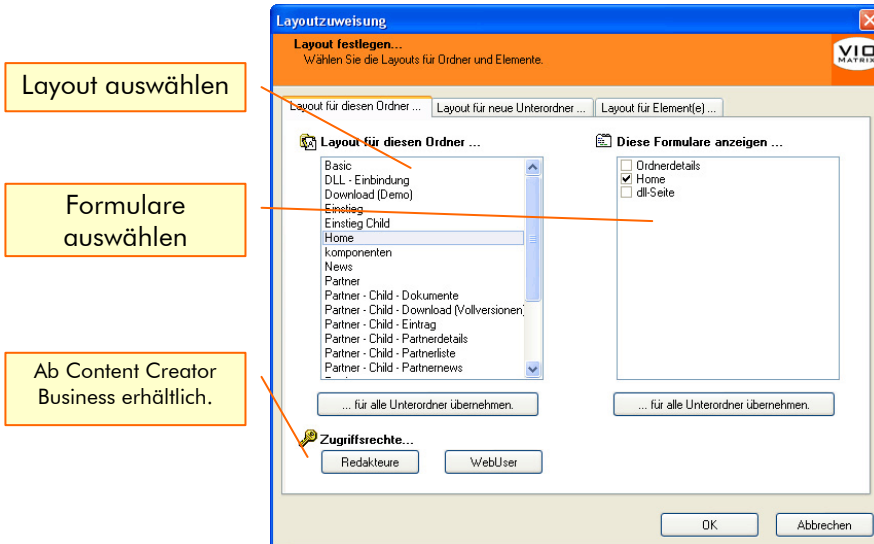 Layoutzuweisung
Layout festlegen...
Wählen Sie die Layouts für Ordner und Elemente.
VIO
MATRIX
Layout auswählen
Formulare
auswählen
Ab Content Creator
Business erhältlich.
Layout für diesen Ordner ...
Layout für neue Unterordner ...
Layout für Element(e) ...
Layout für diesen Ordner ...
Basic
DLL - Einbindung
Download (Demo)
Einstieg
Einstieg Child
Home
komponenten
News
Partner
Partner - Child - Dokumente
Partner - Child - Download (Vollversionen)
Partner - Child - Eintrag
Partner - Child - Partnerdetails
Partner - Child - Partnerliste
Partner - Child - Partnernews
... für alle Unterordner übernehmen.
Diese Formulare anzeigen ...
Ordnerdetails
Home
dll-Seite
... für alle Unterordner übernehmen.
Zugriffsrechte...
Redakteure
WebUser
OK
Abbrechen